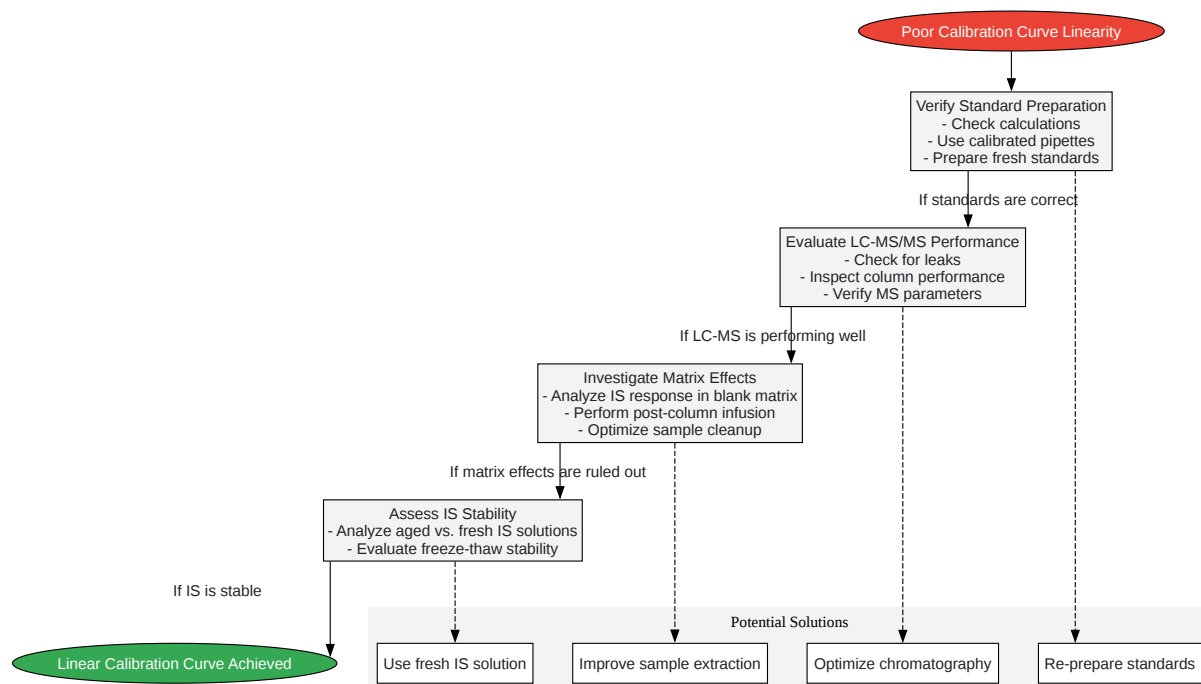 Poor Calibration Curve Linearity
Verify Standard Preparation
- Check calculations
- Use calibrated pipettes
- Prepare fresh standards
If standards are correct
Evaluate LC-MS/MS Performance
- Check for leaks
- Inspect column performance
- Verify MS parameters
If LC-MS is performing well
Investigate Matrix Effects
- Analyze IS response in blank matrix
- Perform post-column infusion
- Optimize sample cleanup
If matrix effects are ruled out
Assess IS Stability
- Analyze aged vs. fresh IS solutions
- Evaluate freeze-thaw stability
If IS is stable
Potential Solutions
Linear Calibration Curve Achieved
Use fresh IS solution
Improve sample extraction
Optimize chromatography
Re-prepare standards